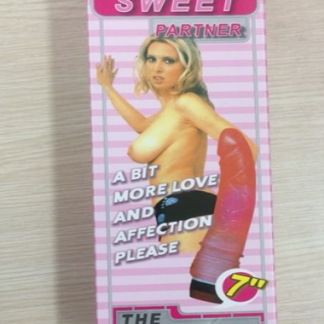 SWEET
PARTNER
A BIT
MORE LOVE
AND
AFFECTION
PLEASE
7"
THE